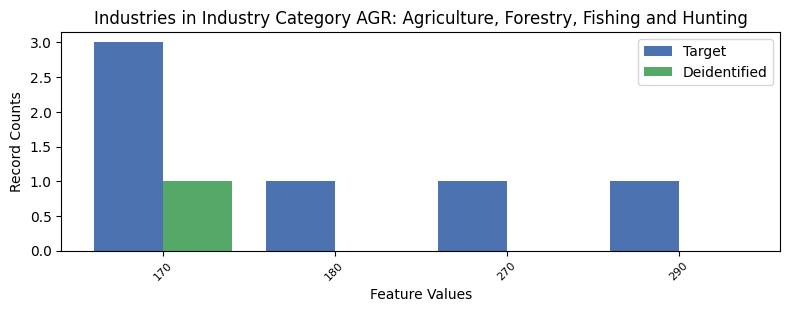 Industries in Industry Category AGR: Agriculture, Forestry, Fishing and Hunting
Target
Deidentified
Record Counts
3.0
2.5
2.0
1.5
1.0
0.5
0.0
170
180
270
290
Feature Values